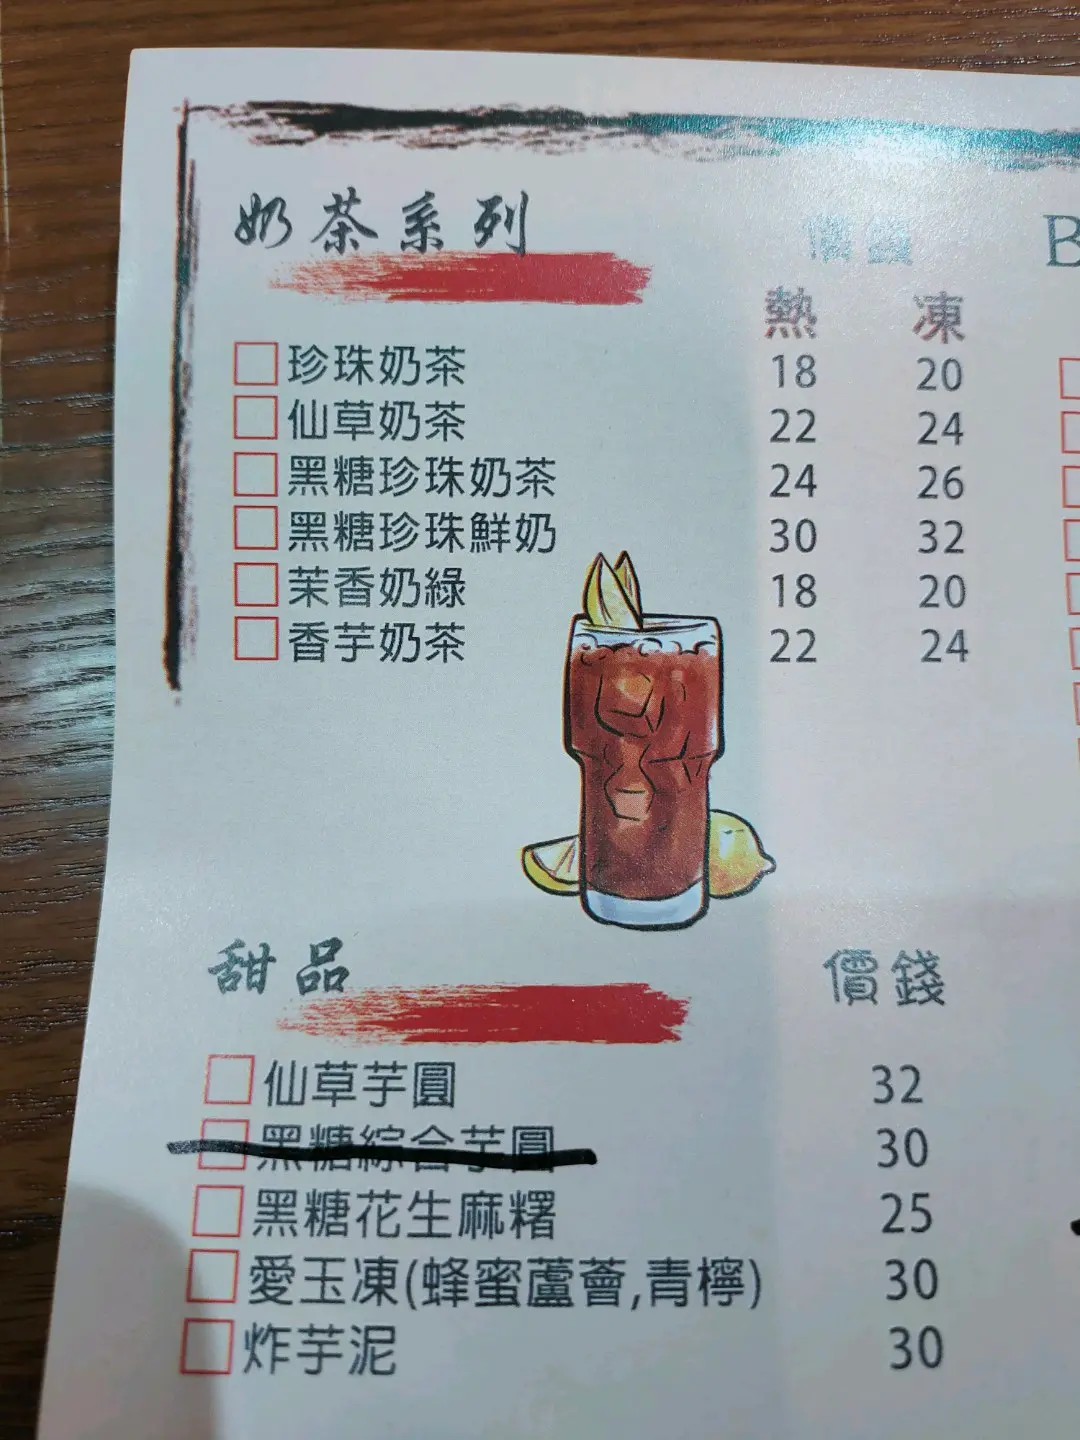 奶茶系列 價錢
B
熱 凍
珍珠奶茶 18 20
仙草奶茶 22 24
黑糖珍珠奶茶 24 26
黑糖珍珠鮮奶 30 32
茉香奶綠 18 20
香芋奶茶 22 24
甜品 價錢
仙草芋圓 32
黑糖綜合芋圓 30
黑糖花生麻糬 25
愛玉凍(蜂蜜蘆薈,青檸) 30
炸芋泥 30